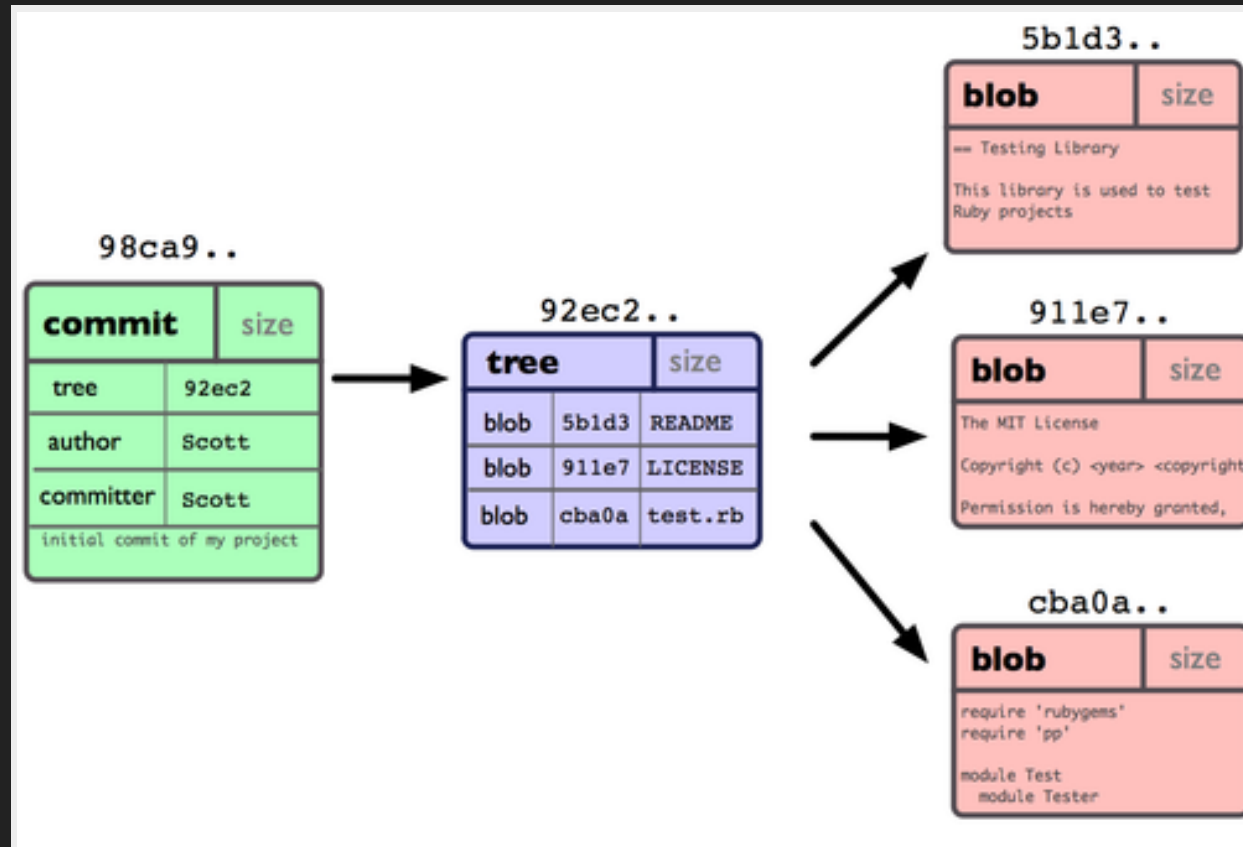 98ca9..
commit size
tree 92ec2
author Scott
committer Scott
initial commit of my project
92ec2..
tree size
blob 5b1d3 README
blob 911e7 LICENSE
blob cba0a test.rb
5b1d3..
blob size
== Testing Library
This library is used to test
Ruby projects
911e7..
blob size
The MIT License
Copyright (c) <year> <copyright
Permission is hereby granted,
cba0a..
blob size
require 'rubygems'
require 'pp'
module Test
module Tester